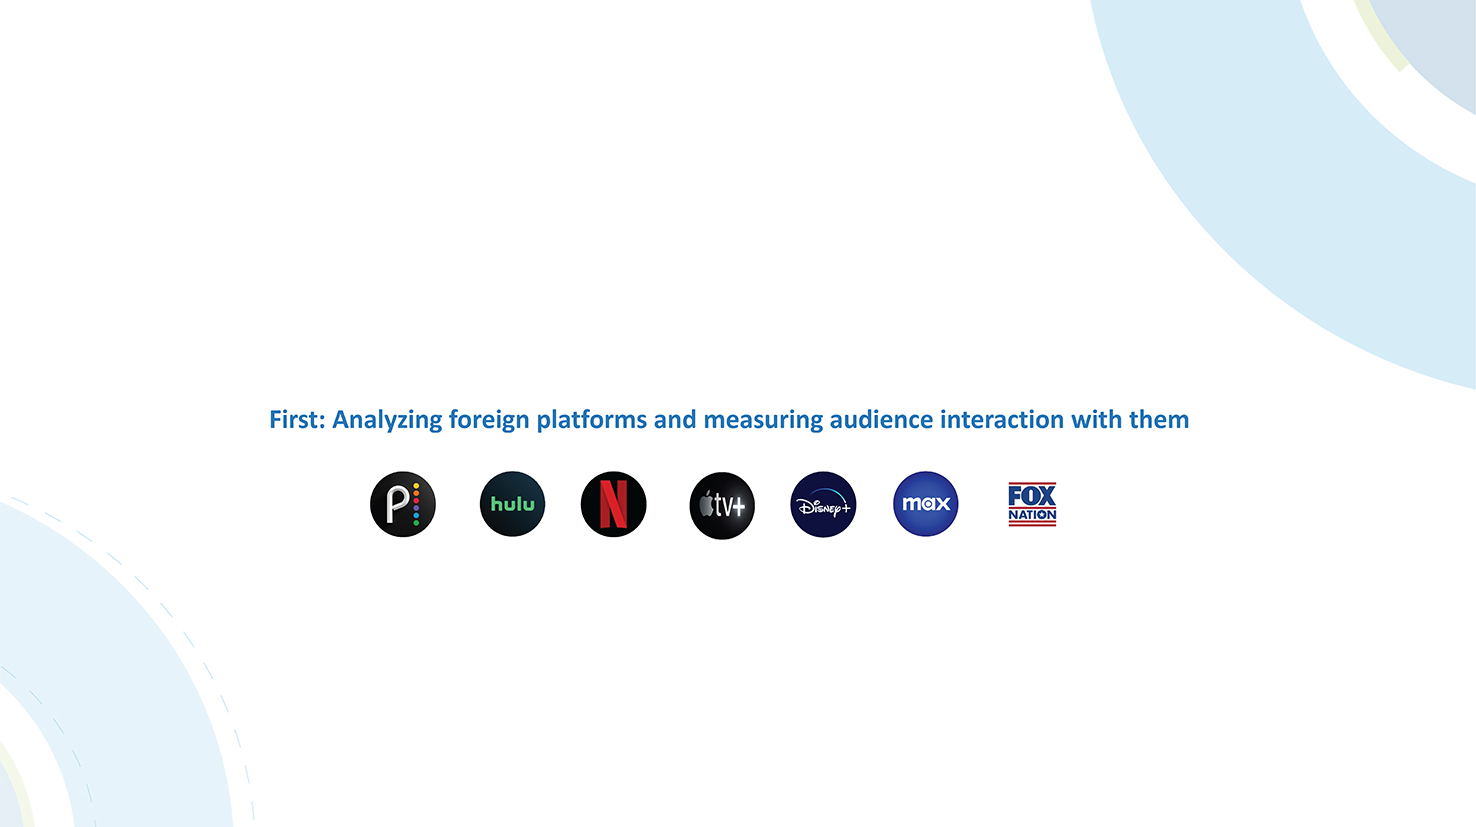 First: Analyzing foreign platforms and measuring audience interaction with them
P hulu N tv+ Disney+ max FOX NATION